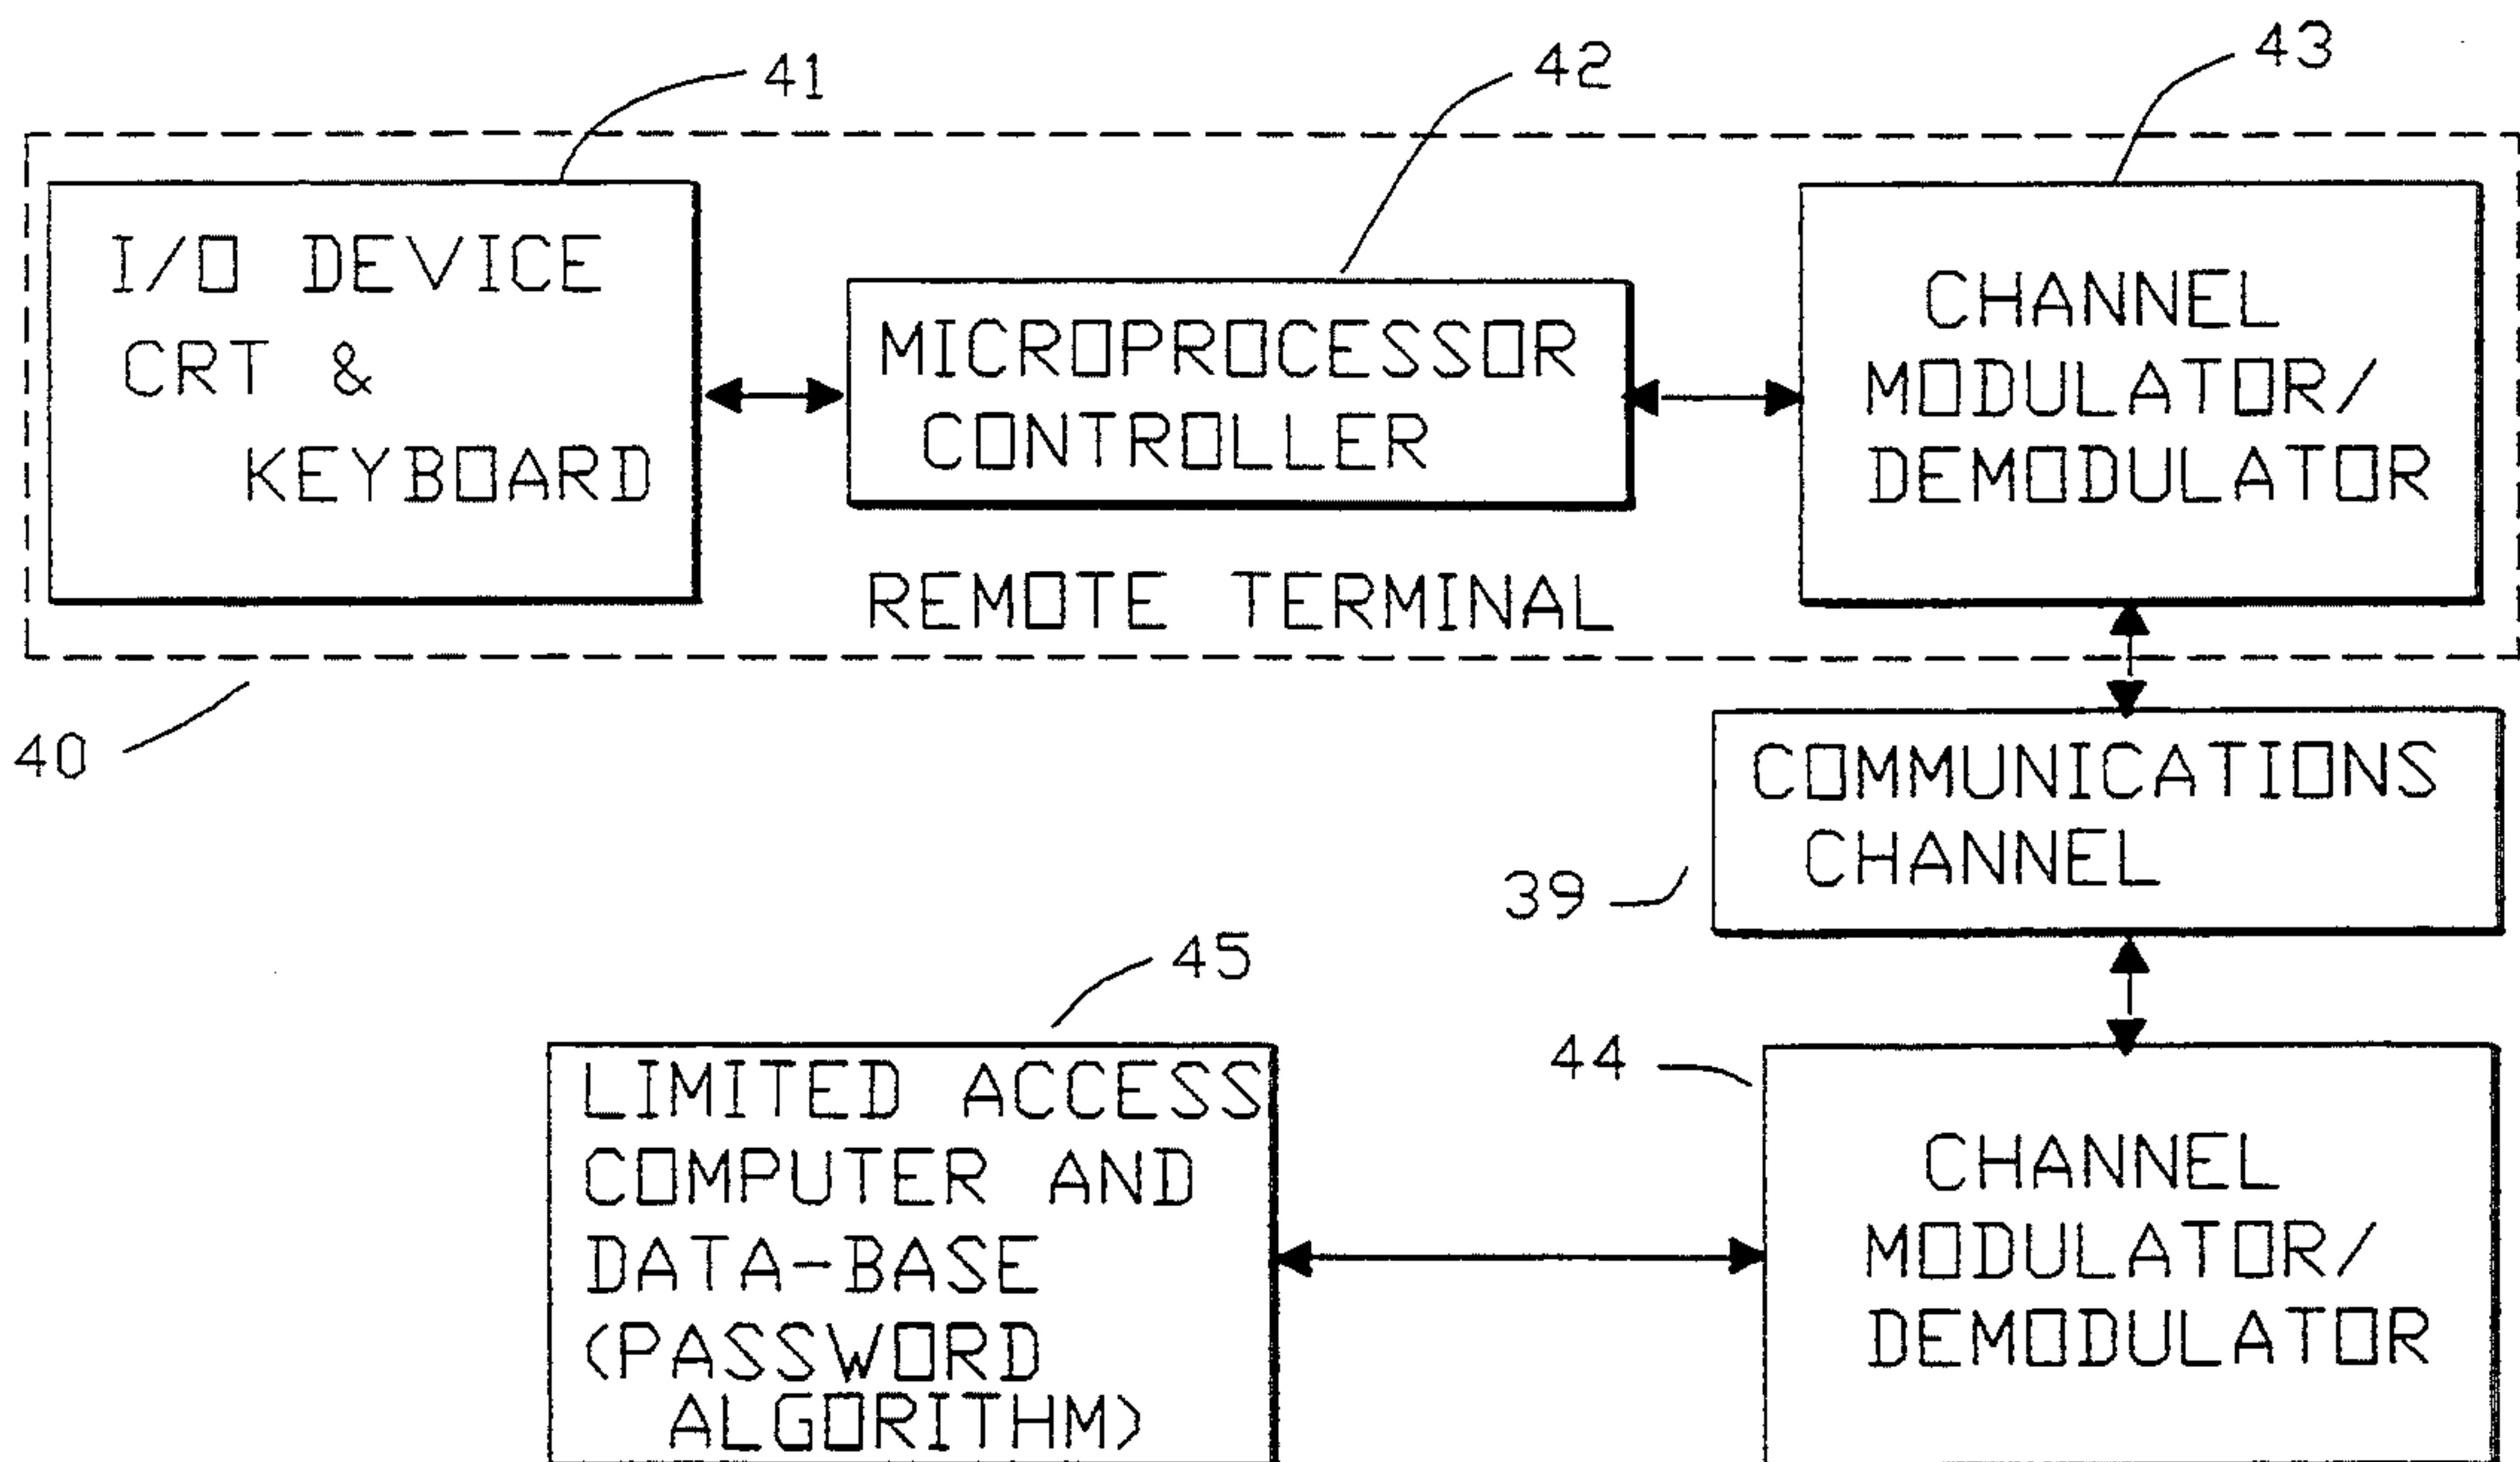 41
42
43
I/O DEVICE
CRT &
KEYBOARD
MICROPROCESSOR
CONTROLLER
CHANNEL
MODULATOR/
DEMODULATOR
REMOTE TERMINAL
40
COMMUNICATIONS
CHANNEL
39
45
44
LIMITED ACCESS
COMPUTER AND
DATA-BASE
(PASSWORD
ALGORITHM)
CHANNEL
MODULATOR/
DEMODULATOR